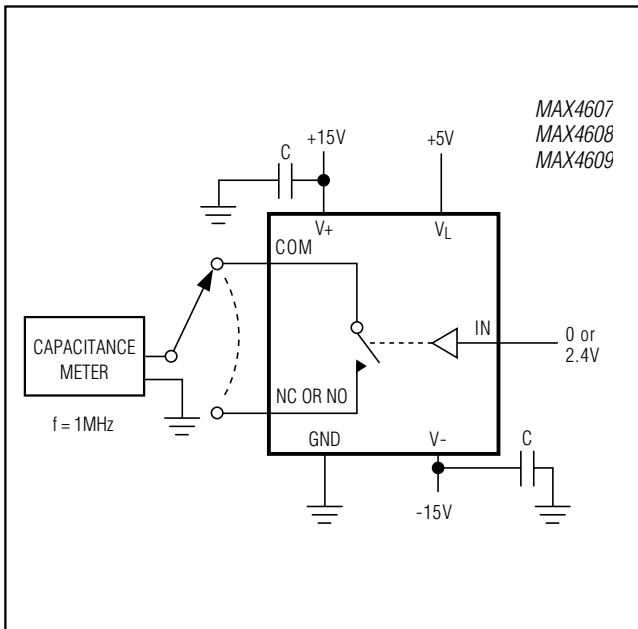 MAX4607
MAX4608
MAX4609
+15V
+5V
C
V+
VL
COM
IN
0 or
2.4V
CAPACITANCE
METER
NC OR NO
f = 1MHz
GND
V-
C
-15V